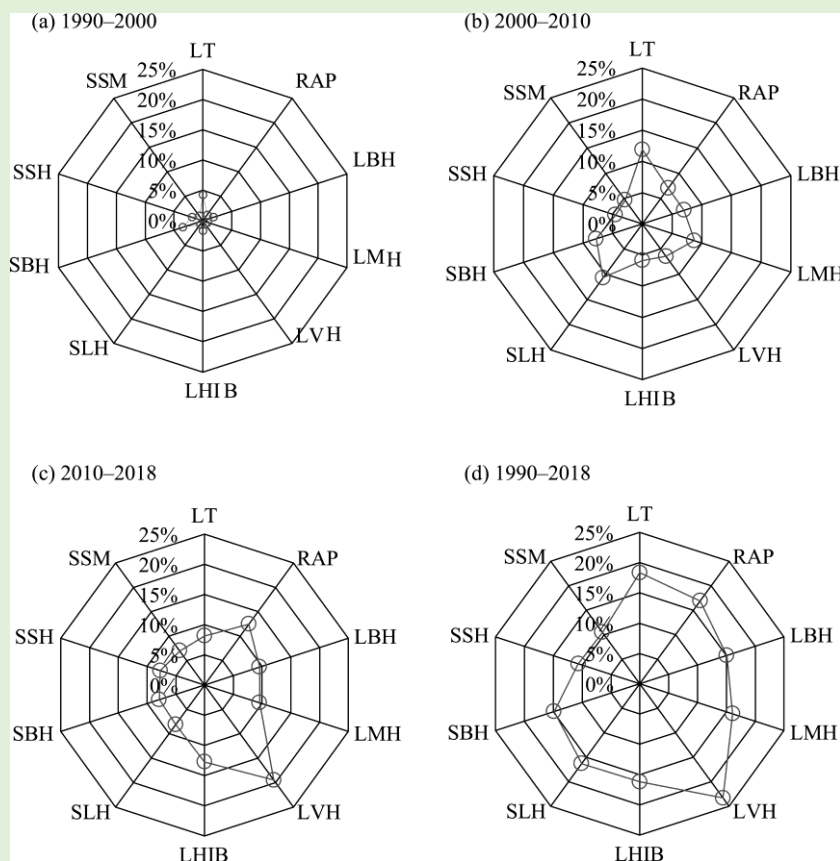 (a) 1990–2000
LT
RAP
LBH
LMH
LVH
LHIB
SLH
SBH
SSH
SSM
25%
20%
15%
10%
5%
0%
(b) 2000–2010
LT
RAP
LBH
LMH
LVH
LHIB
SLH
SBH
SSH
SSM
25%
20%
15%
10%
5%
0%
(c) 2010–2018
LT
RAP
LBH
LMH
LVH
LHIB
SLH
SBH
SSH
SSM
25%
20%
15%
10%
5%
0%
(d) 1990–2018
LT
RAP
LBH
LMH
LVH
LHIB
SLH
SBH
SSH
SSM
25%
20%
15%
10%
5%
0%